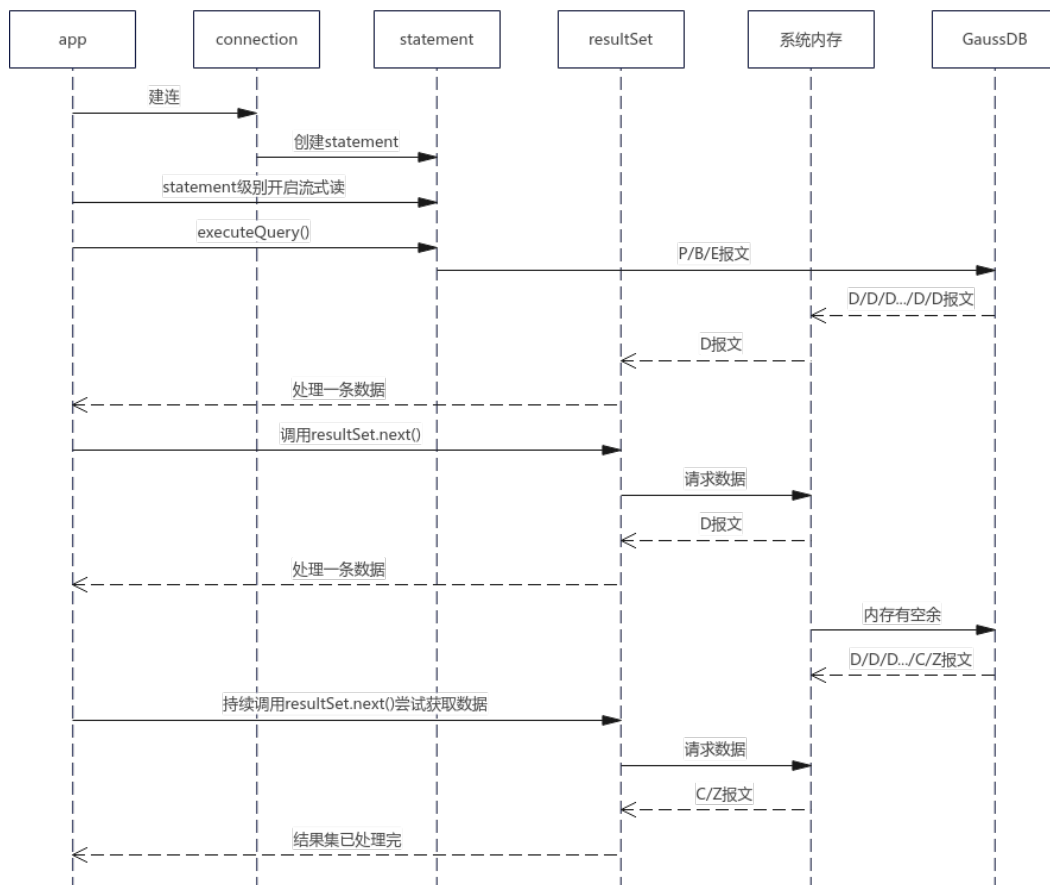 app
connection
statement
resultSet
系统内存
GaussDB
建连
创建statement
statement级别开启流式读
executeQuery()
P/B/E报文
D/D/D.../D/D报文
D报文
处理一条数据
调用resultSet.next()
请求数据
D报文
处理一条数据
内存有空余
D/D/D.../C/Z报文
持续调用resultSet.next()尝试获取数据
请求数据
C/Z报文
结果集已处理完